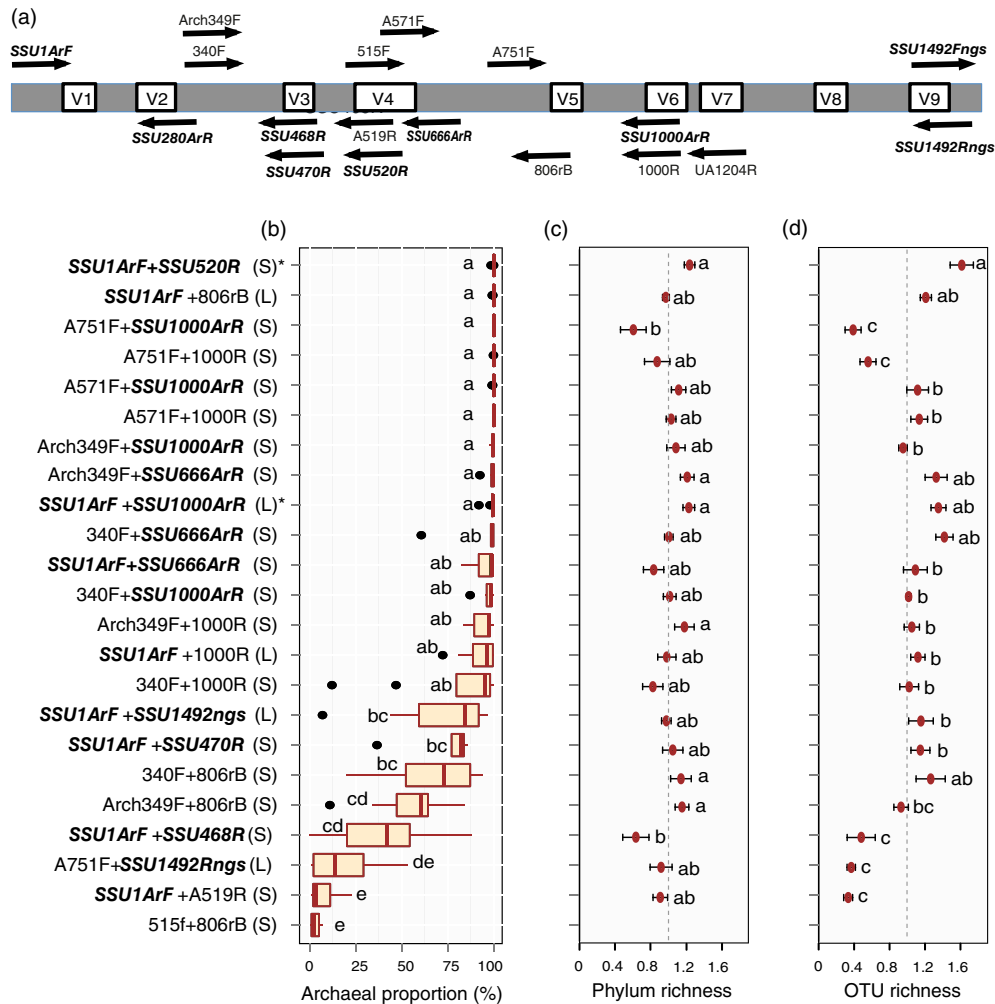 (a)
Arch349F
A571F
SSU1ArF
340F
515F
A751F
SSU1492Fngs
V1
V2
V3
V4
V5
V6
V7
V8
V9
SSU280ArR
SSU468R
A519R
SSU666ArR
SSU1000ArR
SSU1492Rngs
SSU470R
SSU520R
806rB
1000R
UA1204R
(b)
(c)
(d)
SSU1ArF+SSU520R (S)* a a a
SSU1ArF +806rB (L) a ab ab
A751F+SSU1000ArR (S) a b c
A751F+1000R (S) a ab c
A571F+SSU1000ArR (S) a ab b
A571F+1000R (S) a ab b
Arch349F+SSU1000ArR (S) a ab b
Arch349F+SSU666ArR (S) a a ab
SSU1ArF +SSU1000ArR (L)* a a ab
340F+SSU666ArR (S) ab ab ab
SSU1ArF+SSU666ArR (S) ab ab b
340F+SSU1000ArR (S) ab ab b
Arch349F+1000R (S) ab a b
SSU1ArF +1000R (L) ab ab b
340F+1000R (S) ab ab b
SSU1ArF +SSU1492ngs (L) bc ab b
SSU1ArF +SSU470R (S) bc ab b
340F+806rB (S) bc a ab
Arch349F+806rB (S) cd a bc
SSU1ArF +SSU468R (S) cd b c
A751F+SSU1492Rngs (L) de ab c
SSU1ArF +A519R (S) e ab c
515f+806rB (S) e
0 25 50 75 100
0 0.4 0.8 1.2 1.6
0 0.4 0.8 1.2 1.6
Archaeal proportion (%)
Phylum richness
OTU richness